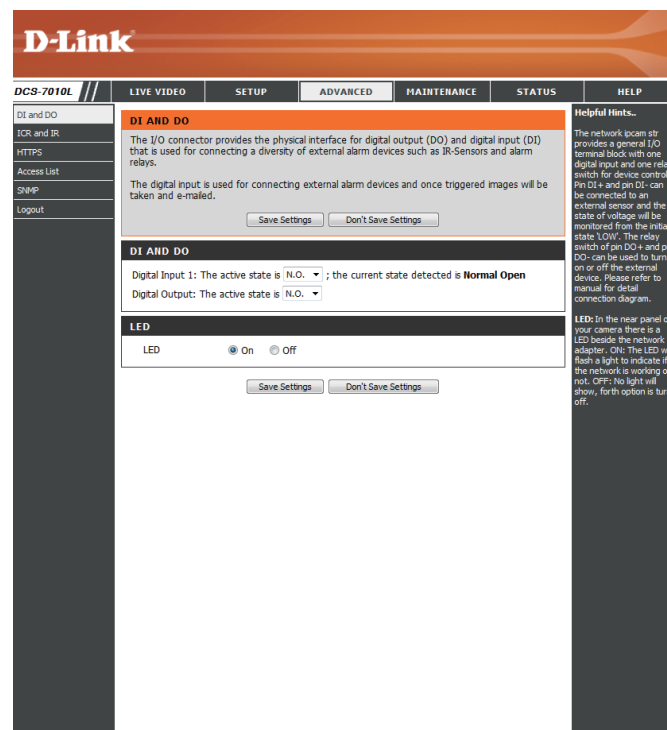 D-Link
DCS-7010L
LIVE VIDEO
SETUP
ADVANCED
MAINTENANCE
STATUS
HELP
DI and DO
ICR and IR
HTTPS
Access List
SNMP
Logout
DI AND DO
The I/O connector provides the physical interface for digital output (DO) and digital input (DI)
that is used for connecting a diversity of external alarm devices such as IR-Sensors and alarm
relays.
The digital input is used for connecting external alarm devices and once triggered images will be
taken and e-mailed.
Save Settings
Don't Save Settings
DI AND DO
Digital Input 1: The active state is N.O. ; the current state detected is Normal Open
Digital Output: The active state is N.O.
LED
LED On Off
Save Settings
Don't Save Settings
Helpful Hints..
The network ipcam str
provides a general I/O
terminal block with one
digital input and one rela
switch for device control
Pin DI+ and pin DI- can
be connected to an
external sensor and the
state of voltage will be
monitored from the initia
state 'LOW'. The relay
switch of pin DO+ and p
DO- can be used to turn
on or off the external
device. Please refer to
manual for detail
connection diagram.
LED: In the near panel o
your camera there is a
LED beside the network
adapter. ON: The LED w
flash a light to indicate if
the network is working o
not. OFF: No light will
show, forth option is tur
off.